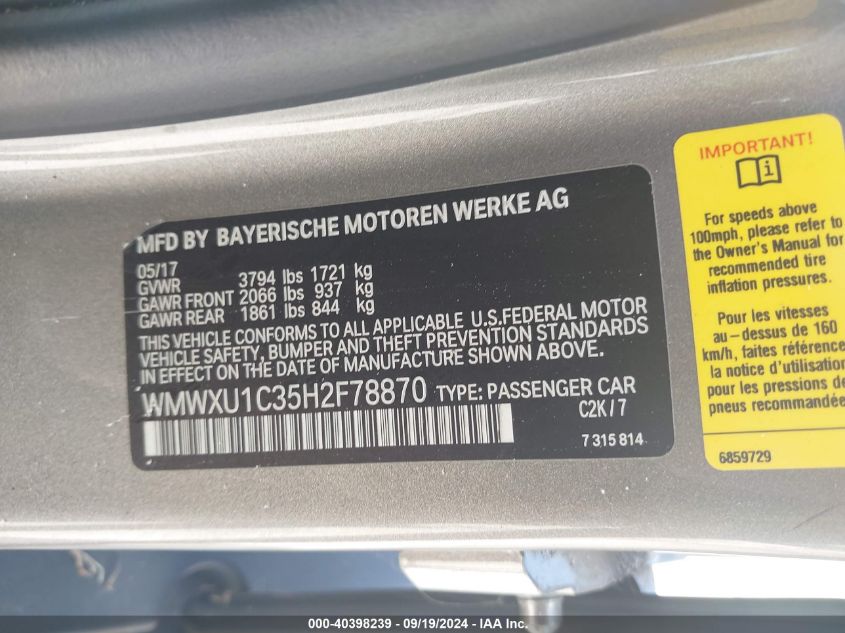 MFD BY BAYERISCHE MOTOREN WERKE AG
05/17
GVWR 3794 lbs 1721 kg
GAWR FRONT 2066 lbs 937 kg
GAWR REAR 1861 lbs 844 kg
THIS VEHICLE CONFORMS TO ALL APPLICABLE U.S.FEDERAL MOTOR
VEHICLE SAFETY, BUMPER AND THEFT PREVENTION STANDARDS
IN EFFECT ON THE DATE OF MANUFACTURE SHOWN ABOVE.
WMWXU1C35H2F78870 TYPE: PASSENGER CAR
C2K/7
7 315 814
IMPORTANT!
For speeds above
100mph, please refer to
the Owner's Manual for
recommended tire
inflation pressures.
Pour les vitesses
au-dessus de 160
km/h, faites référence
la notice d'utilisation
pour les pressions de
pneus recommandée
6859729
000-40398239 - 09/19/2024 - IAA Inc.